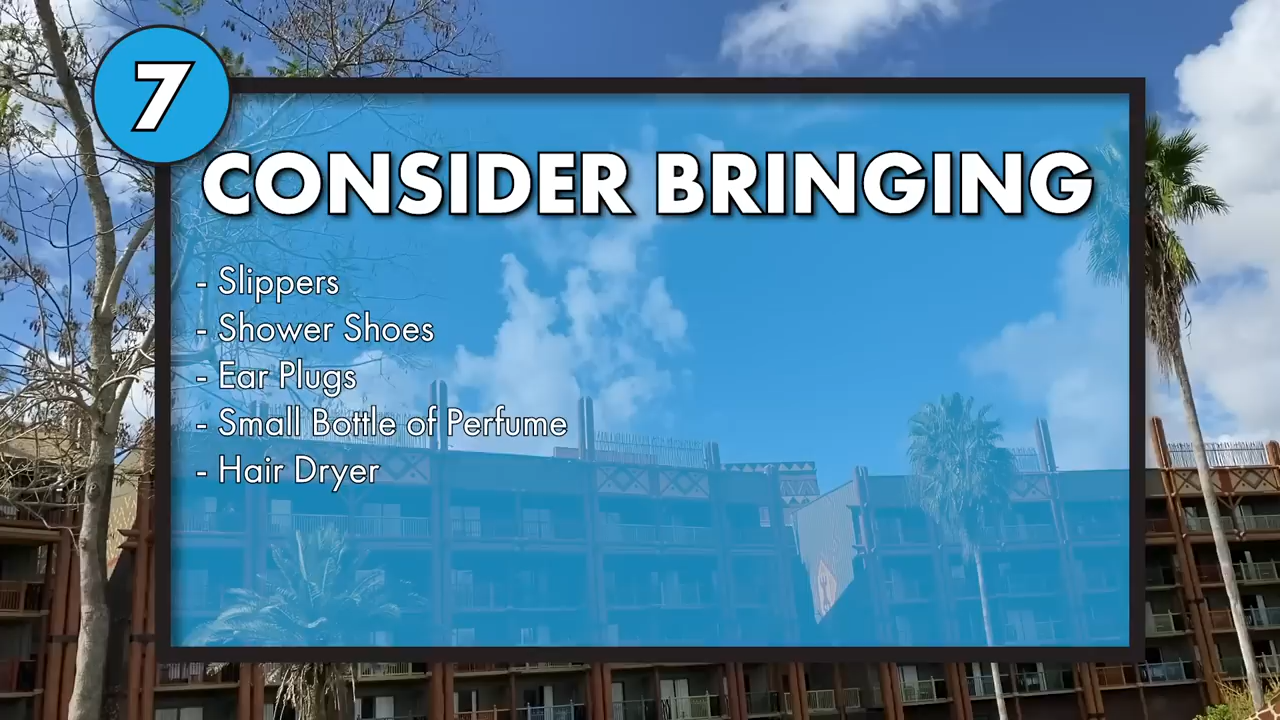 7
CONSIDER BRINGING
- Slippers
- Shower Shoes
- Ear Plugs
- Small Bottle of Perfume
- Hair Dryer